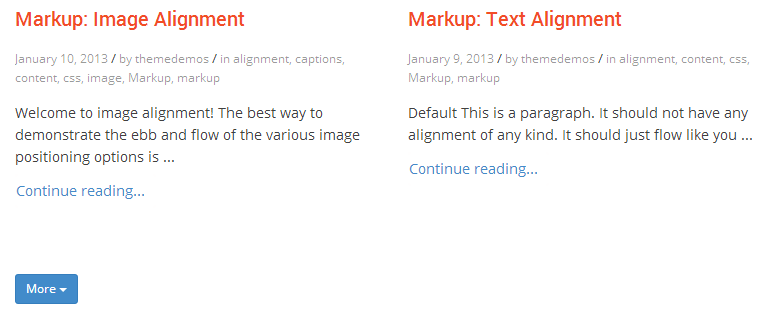 Markup: Image Alignment
January 10, 2013 / by themedemos / in alignment, captions,
content, css, image, Markup, markup
Welcome to image alignment! The best way to
demonstrate the ebb and flow of the various image
positioning options is ...
Continue reading...
Markup: Text Alignment
January 9, 2013 / by themedemos / in alignment, content, css,
Markup, markup
Default This is a paragraph. It should not have any
alignment of any kind. It should just flow like you ...
Continue reading...
More